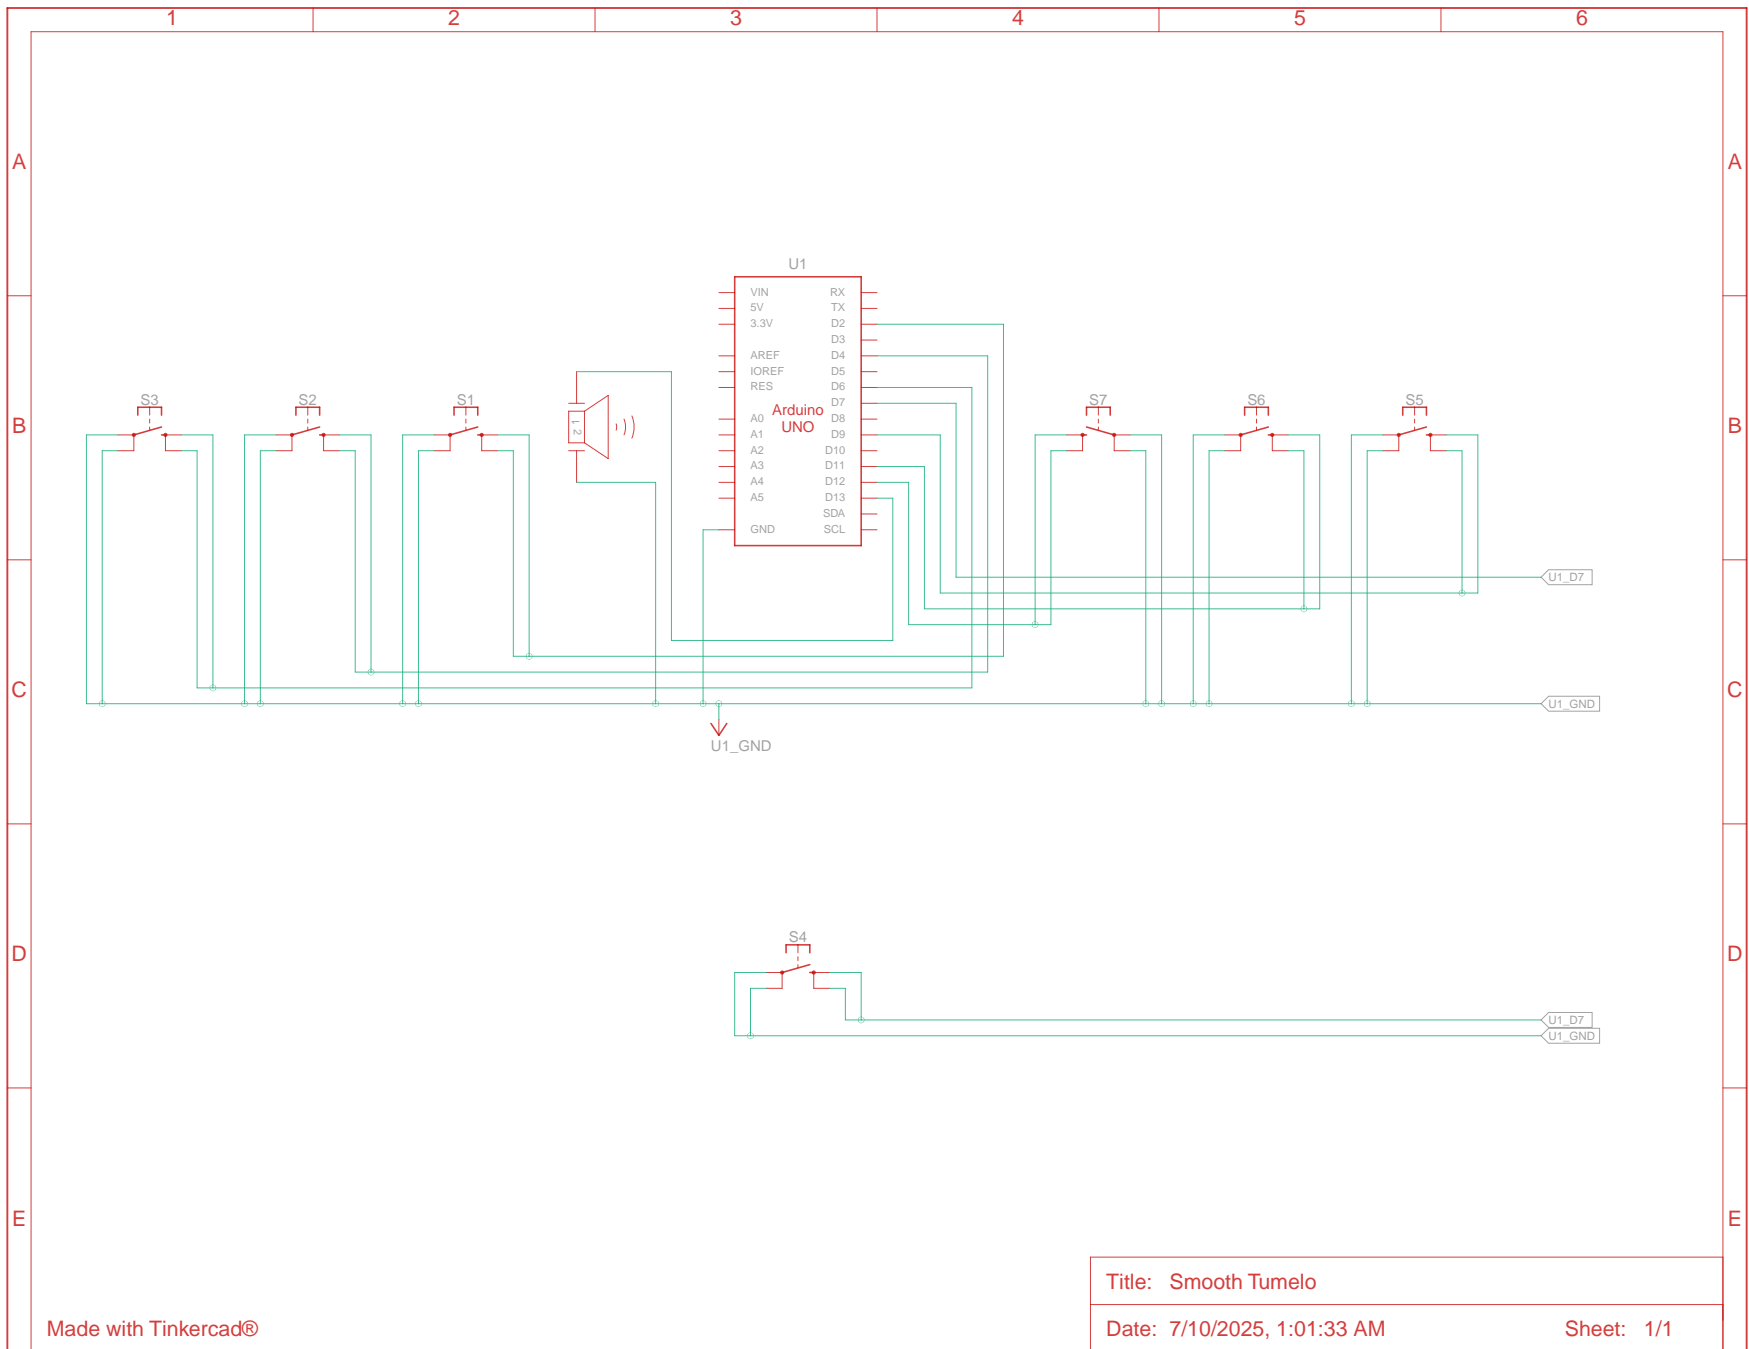 1 2 3 4 5 6
A A
U1
VIN RX
5V TX
3.3V D2
D3
AREF D4
IOREF D5
RES D6
D7
A0 D8
A1 D9
A2 D10
A3 D11
A4 D12
A5 D13
SDA
GND SCL
Arduino
UNO
S3 S2 S1 S7 S6 S5
1 2
B B
U1_D7
C C
U1_GND
U1_GND
D D
S4
U1_D7
U1_GND
E E
Title: Smooth Tumelo
Made with Tinkercad®
Date: 7/10/2025, 1:01:33 AM Sheet: 1/1